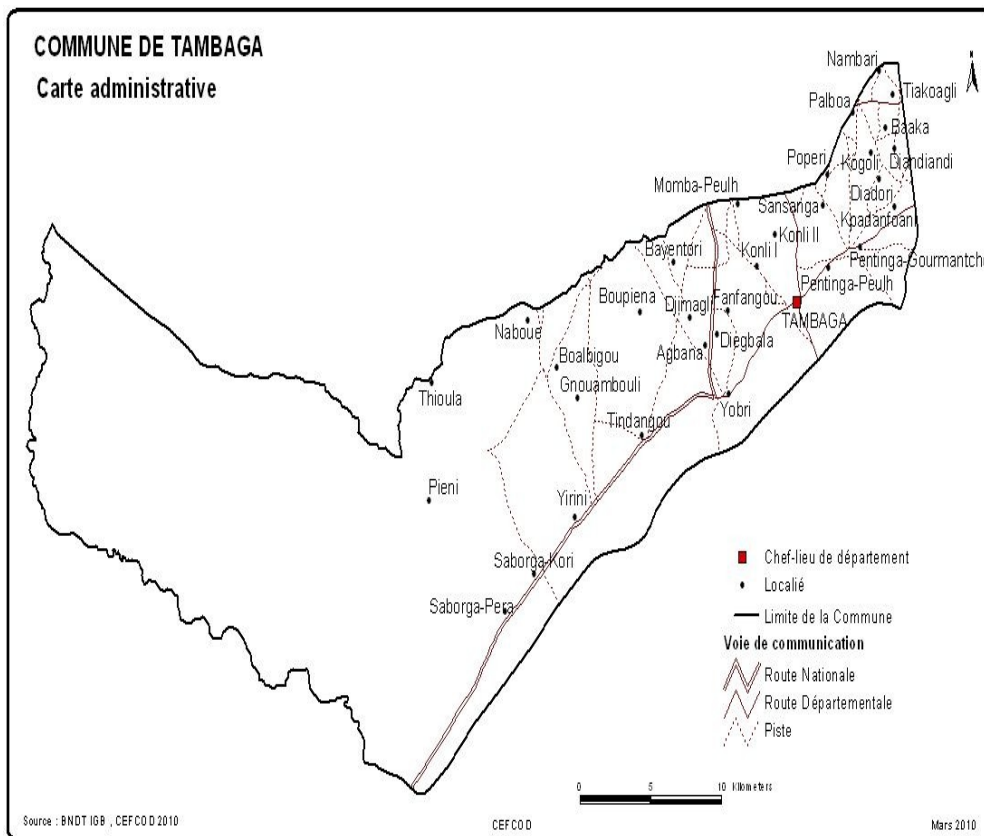 COMMUNE DE TAMBAGA
Carte administrative
Nambari
Tiakoagli
Palboa
Baaka
Poperi
Kogoli
Diandiandi
Momba-Peulh
Diadori
Sansanga
Kpadanfoani
Konli II
Bayentori
Konli I
Pentinga-Gourmantche
Pentinga-Peulh
Boupiena
Djimagli
Fanfangou
TAMBAGA
Naboue
Diegbala
Agbana
Boalbigou
Thioula
Gnouambouli
Yobri
Tindangou
Pieni
Yirini
Saborga-Kori
Saborga-Pera
Chef-lieu de département
Localié
Limite de la Commune
Voie de communication
Route Nationale
Route Départementale
Piste
0 5 10 Kilometers
Source : BNDT IGB , CEFCOD 2010
CEFCOD
Mars 2010